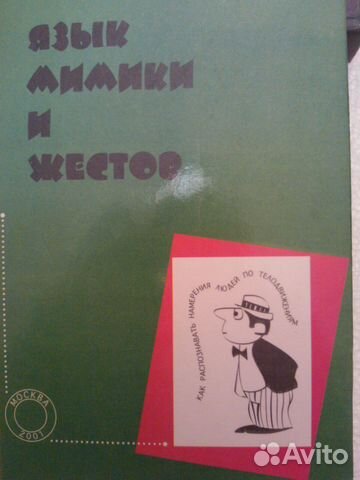 ЯЗЫК
МИМИКИ
И
ЖЕСТОВ
КАК РАСПОЗНАВАТЬ НАМЕРЕНИЯ ЛЮДЕЙ ПО ТЕЛОДВИЖЕНИЯМ
МОСКВА
2001
Avito